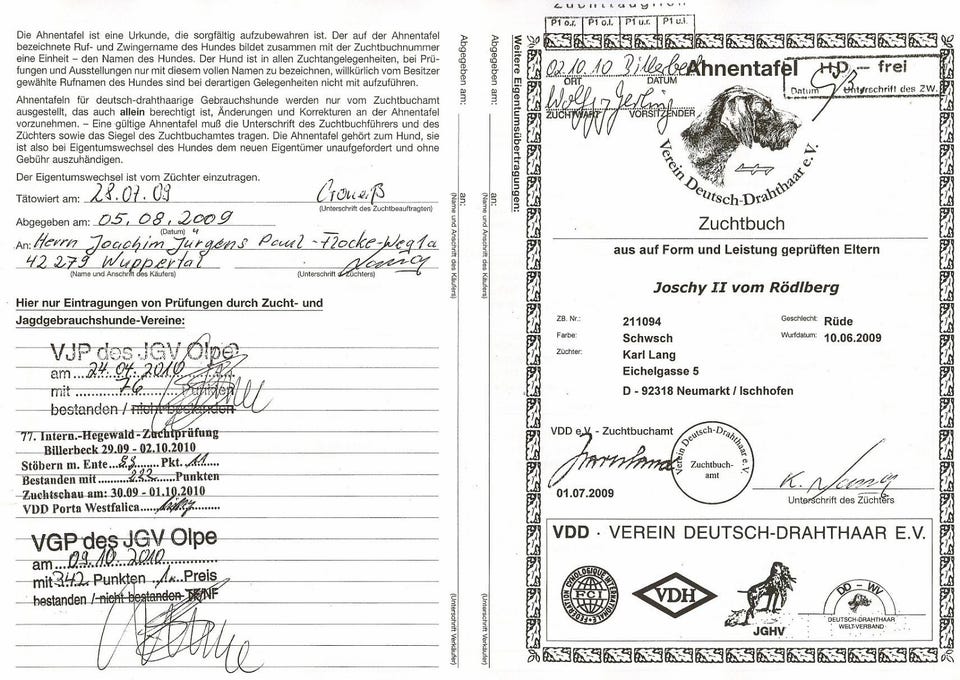 Die Ahnentafel ist eine Urkunde, die sorgfältig aufzubewahren ist. Der auf der Ahnentafel
bezeichnete Ruf- und Zwingername des Hundes bildet zusammen mit der Zuchtbuchnummer
eine Einheit – den Namen des Hundes. Der Hund ist in allen Zuchtangelegenheiten, bei Prü-
fungen und Ausstellungen nur mit diesem vollen Namen zu bezeichnen, willkürlich vom Besitzer
gewählte Rufnamen des Hundes sind bei derartigen Gelegenheiten nicht mit aufzuführen.
Ahnentafeln für deutsch-drahthaarige Gebrauchshunde werden nur vom Zuchtbuchamt
ausgestellt, das auch allein berechtigt ist, Änderungen und Korrekturen an der Ahnentafel
vorzunehmen. – Eine gültige Ahnentafel muß die Unterschrift des Zuchtbuchführers und des
Züchters sowie das Siegel des Zuchtbuchamtes tragen. Die Ahnentafel gehört zum Hund, sie
ist also bei Eigentumswechsel des Hundes dem neuen Eigentümer unaufgefordert und ohne
Gebühr auszuhändigen.
Der Eigentumswechsel ist vom Züchter einzutragen.
Tätowiert am: 28.07.09
(Unterschrift des Zuchtbeauftragten)
Abgegeben am: 05.08.2009
(Datum)
An: Herrn Joachim Jürgens Paul-
42279 Wuppertal
(Name und Anschrift des Käufers) (Unterschrift des Züchters)
Hier nur Eintragungen von Prüfungen durch Zucht- und
Jagdgebrauchshunde-Vereine:
VJP des JGV Olpe
am 24.04.2010
mit 76 Punkten
bestanden / nicht bestanden
77. Intern.-Hegewald-Zuchtprüfung
Billerbeck 29.09 - 02.10.2010
Stöbern m. Ente Pkt. 11
Bestanden mit 222 Punkten
Zuchtschau am: 30.09 - 01.10.2010
VDD Porta Westfalica
VGP des JGV Olpe
am 09.10.2010
mit 342 Punkten 1. Preis
bestanden / nicht bestanden TF/NF
Abgegeben am:
an:
(Name und Anschrift des Käufers)
(Unterschrift Verkäufer)
Abgegeben am:
an:
(Name und Anschrift des Käufers)
(Unterschrift Verkäufer)
Weitere Eigentumsübertragungen:
P1 o.r. P1 o.l. P1 u.r. P1 u.l.
02.10.10 Billerbeck
ORT DATUM
ZUCHTWART VORSITZENDER
Ahnentafel
HD – frei
Datum Unterschrift des ZW.
Verein Deutsch-Drahthaar e.V.
Zuchtbuch
aus auf Form und Leistung geprüften Eltern
Joschy II vom Rödlberg
ZB. Nr.: 211094 Geschlecht: Rüde
Farbe: Schwsch Wurfdatum: 10.06.2009
Züchter: Karl Lang
Eichelgasse 5
D - 92318 Neumarkt / Ischhofen
VDD e.V. - Zuchtbuchamt
Verein Deutsch-Drahthaar e.V.
Zuchtbuch-
amt
K. Lang
01.07.2009
Unterschrift des Züchters
VDD · VEREIN DEUTSCH-DRAHTHAAR E.V.
FÉDÉRATION CYNOLOGIQUE INTERNATIONALE
FCI
VDH
JGHV
DD - WV
DEUTSCH-DRAHTHAAR
WELT-VERBAND